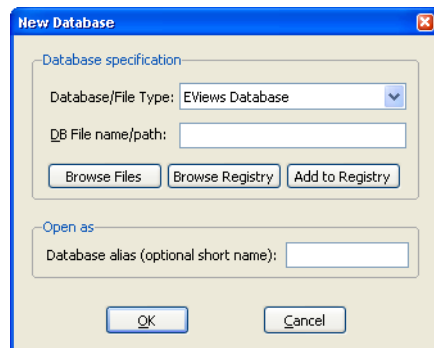 New Database
Database specification
Database/File Type: EViews Database
DB File name/path:
Browse Files Browse Registry Add to Registry
Open as
Database alias (optional short name):
OK Cancel